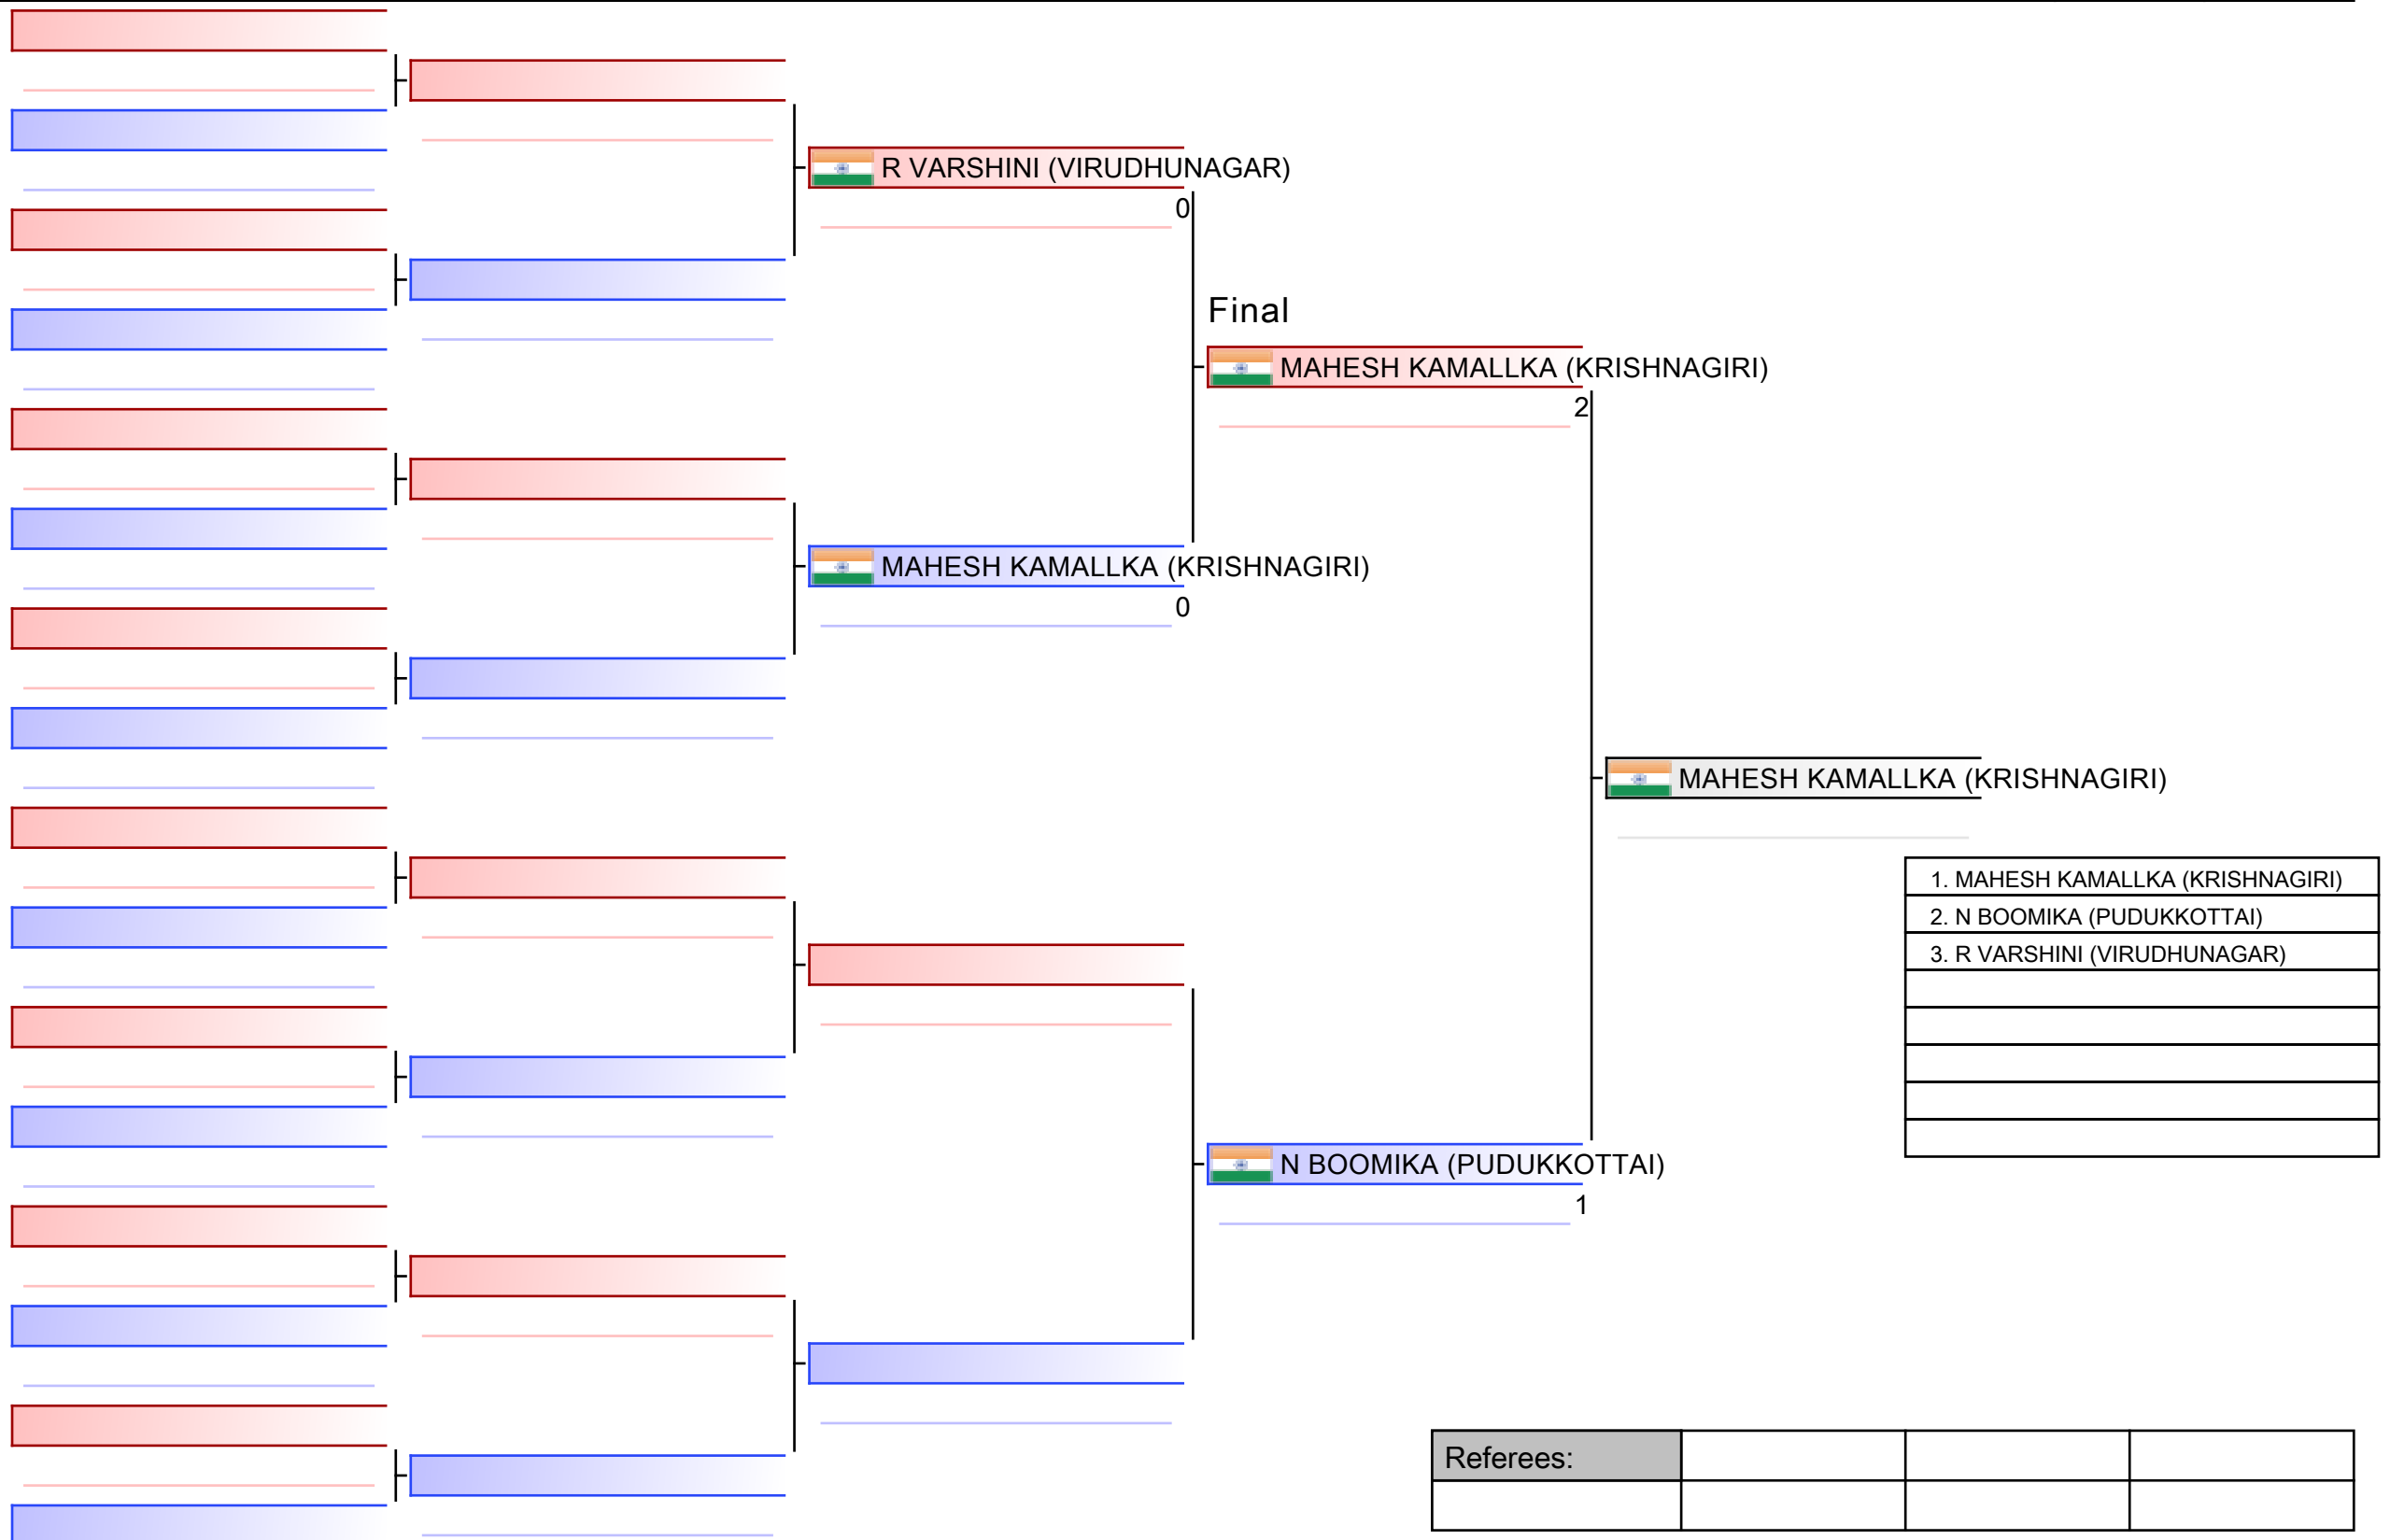 R VARSHINI (VIRUDHUNAGAR)
0
Final
MAHESH KAMALLKA (KRISHNAGIRI)
2
MAHESH KAMALLKA (KRISHNAGIRI)
0
MAHESH KAMALLKA (KRISHNAGIRI)
1. MAHESH KAMALLKA (KRISHNAGIRI)
2. N BOOMIKA (PUDUKKOTTAI)
3. R VARSHINI (VIRUDHUNAGAR)
N BOOMIKA (PUDUKKOTTAI)
1
Referees: